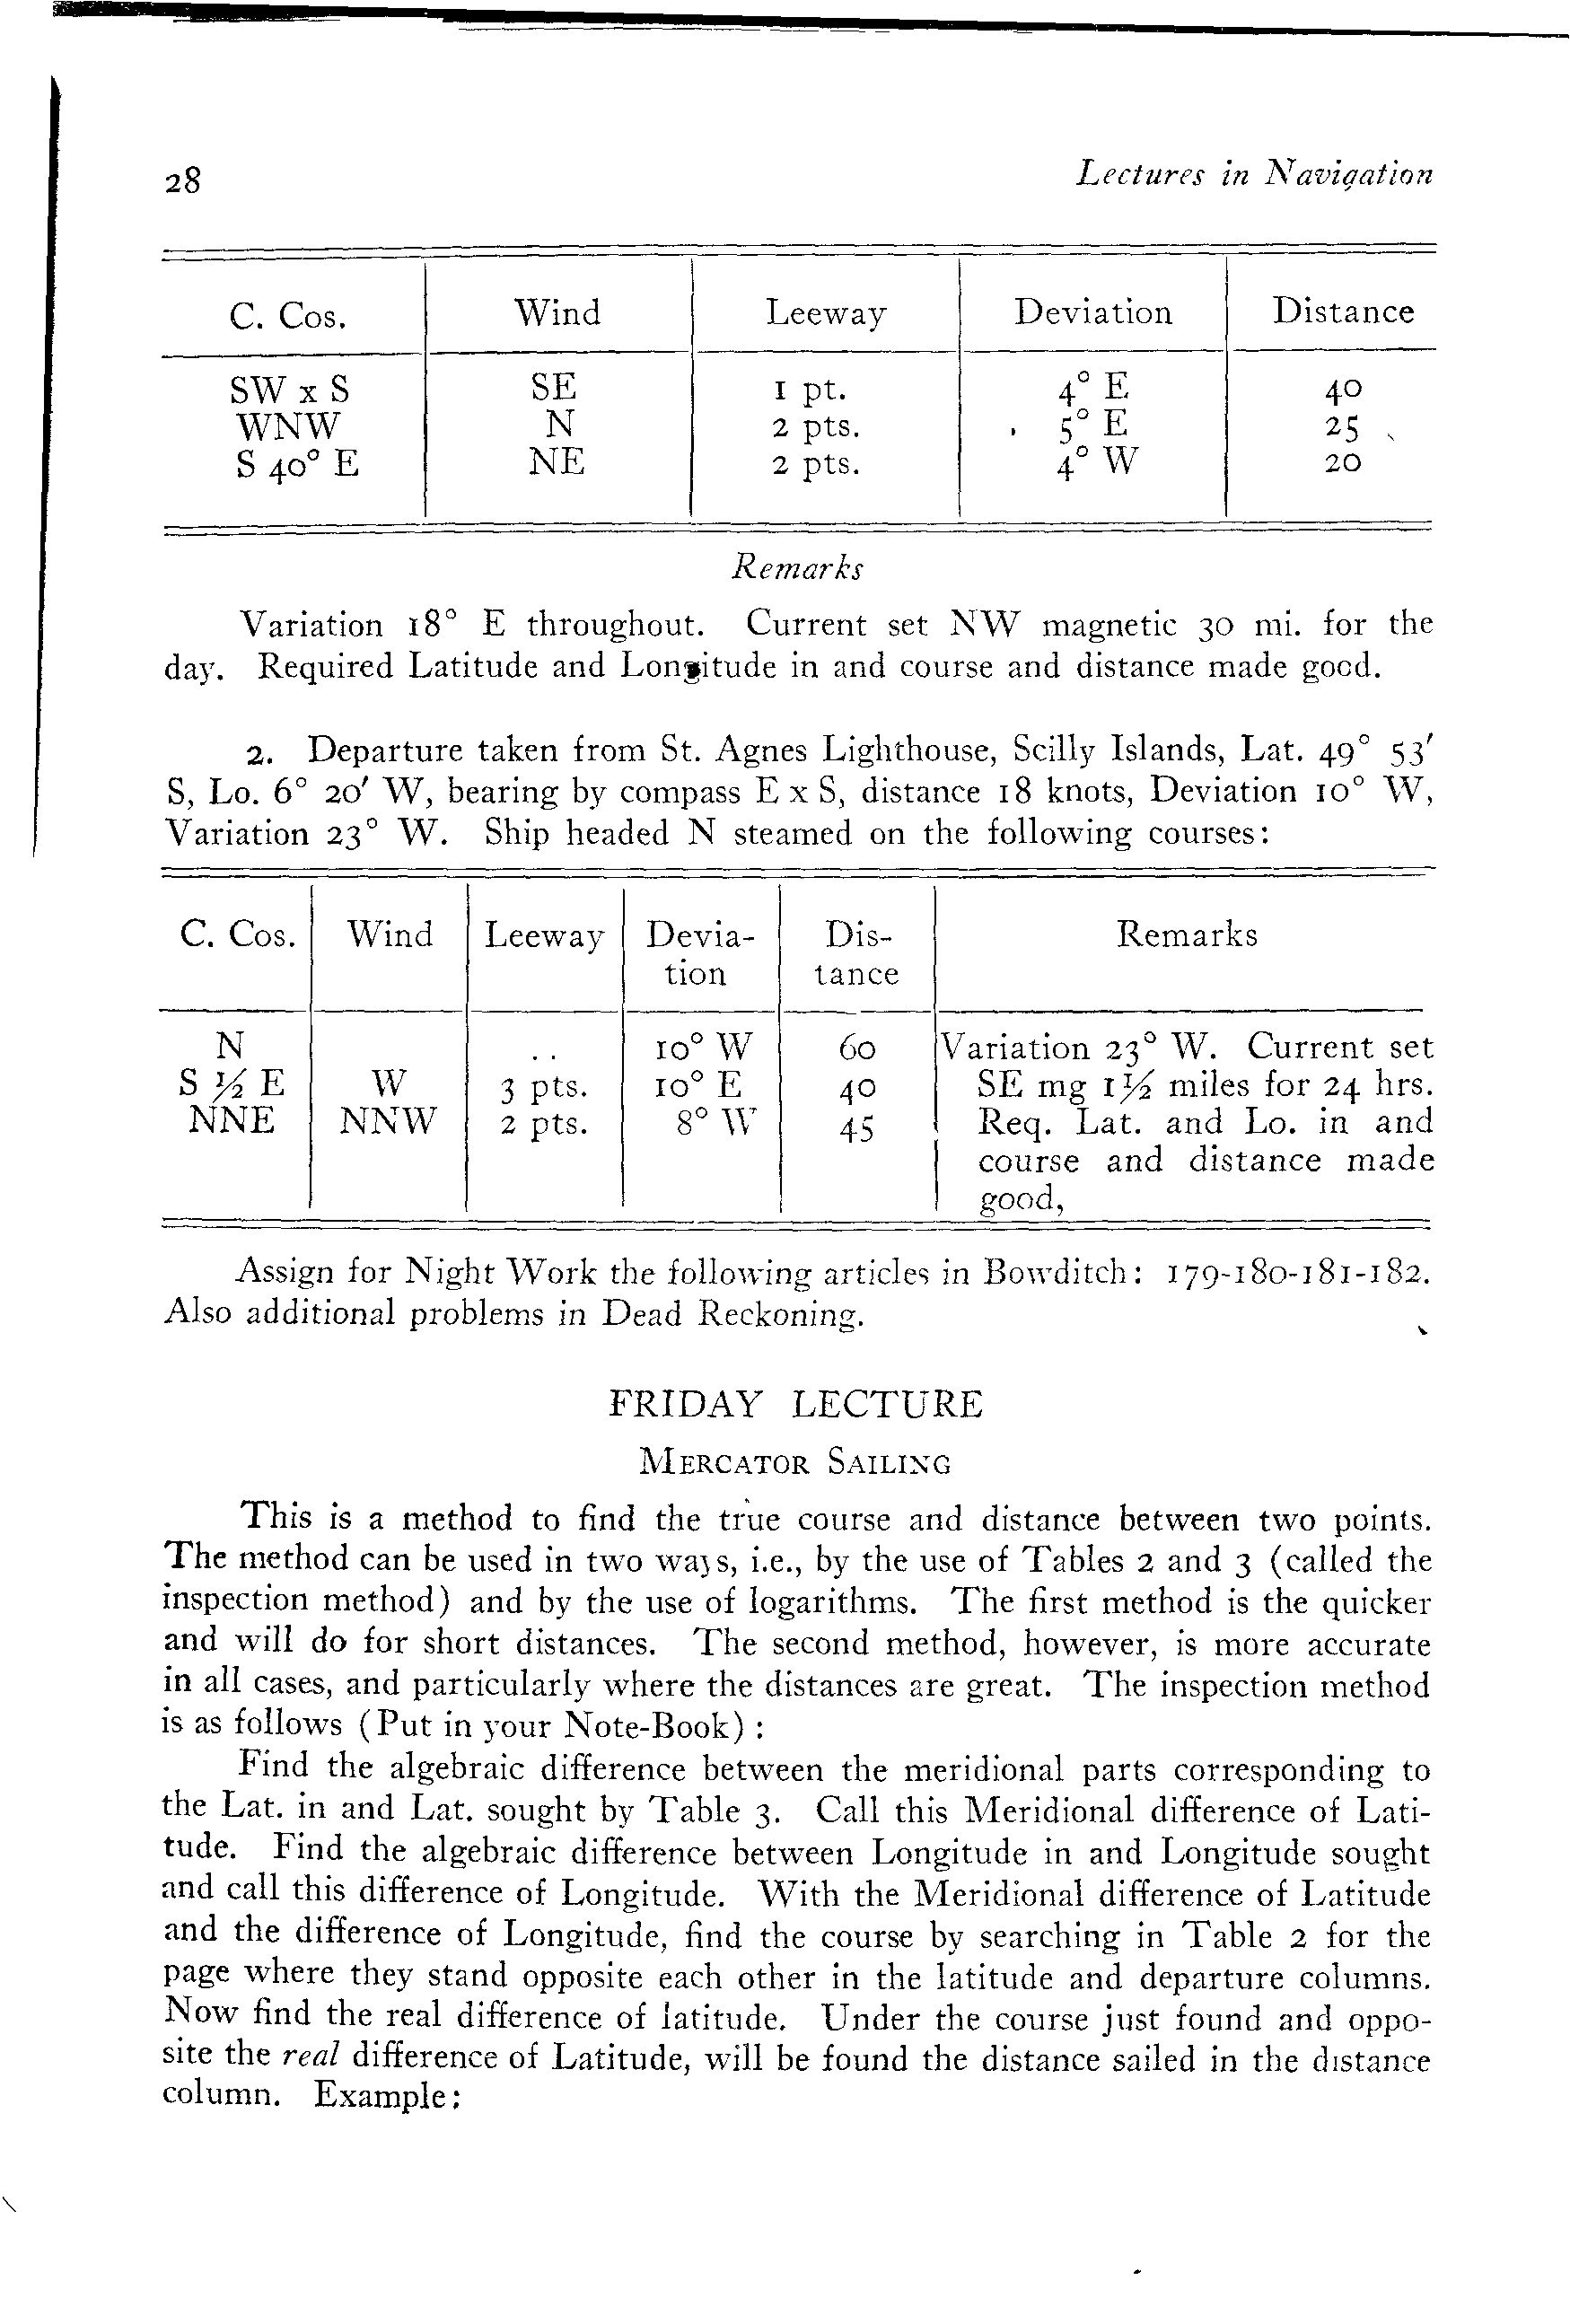 28 Lectures in Navigation
C. Cos. Wind Leeway Deviation Distance
SW x S SE 1 pt. 4° E 40
WNW N 2 pts. 5° E 25
S 40° E NE 2 pts. 4° W 20
Remarks
Variation 18° E throughout. Current set NW magnetic 30 mi. for the
day. Required Latitude and Longitude in and course and distance made good.
2. Departure taken from St. Agnes Lighthouse, Scilly Islands, Lat. 49° 53′
S, Lo. 6° 20′ W, bearing by compass E x S, distance 18 knots, Deviation 10° W,
Variation 23° W. Ship headed N steamed on the following courses:
C. Cos. Wind Leeway Devia- Dis- Remarks
tion tance
N .. 10° W 60 Variation 23° W. Current set
S ½ E W 3 pts. 10° E 40 SE mg 1½ miles for 24 hrs.
NNE NNW 2 pts. 8° W 45 Req. Lat. and Lo. in and
course and distance made
good,
Assign for Night Work the following articles in Bowditch: 179-180-181-182.
Also additional problems in Dead Reckoning.
FRIDAY LECTURE
MERCATOR SAILING
This is a method to find the true course and distance between two points.
The method can be used in two ways, i.e., by the use of Tables 2 and 3 (called the
inspection method) and by the use of logarithms. The first method is the quicker
and will do for short distances. The second method, however, is more accurate
in all cases, and particularly where the distances are great. The inspection method
is as follows (Put in your Note-Book):
Find the algebraic difference between the meridional parts corresponding to
the Lat. in and Lat. sought by Table 3. Call this Meridional difference of Lati-
tude. Find the algebraic difference between Longitude in and Longitude sought
and call this difference of Longitude. With the Meridional difference of Latitude
and the difference of Longitude, find the course by searching in Table 2 for the
page where they stand opposite each other in the latitude and departure columns.
Now find the real difference of latitude. Under the course just found and oppo-
site the real difference of Latitude, will be found the distance sailed in the distance
column. Example: